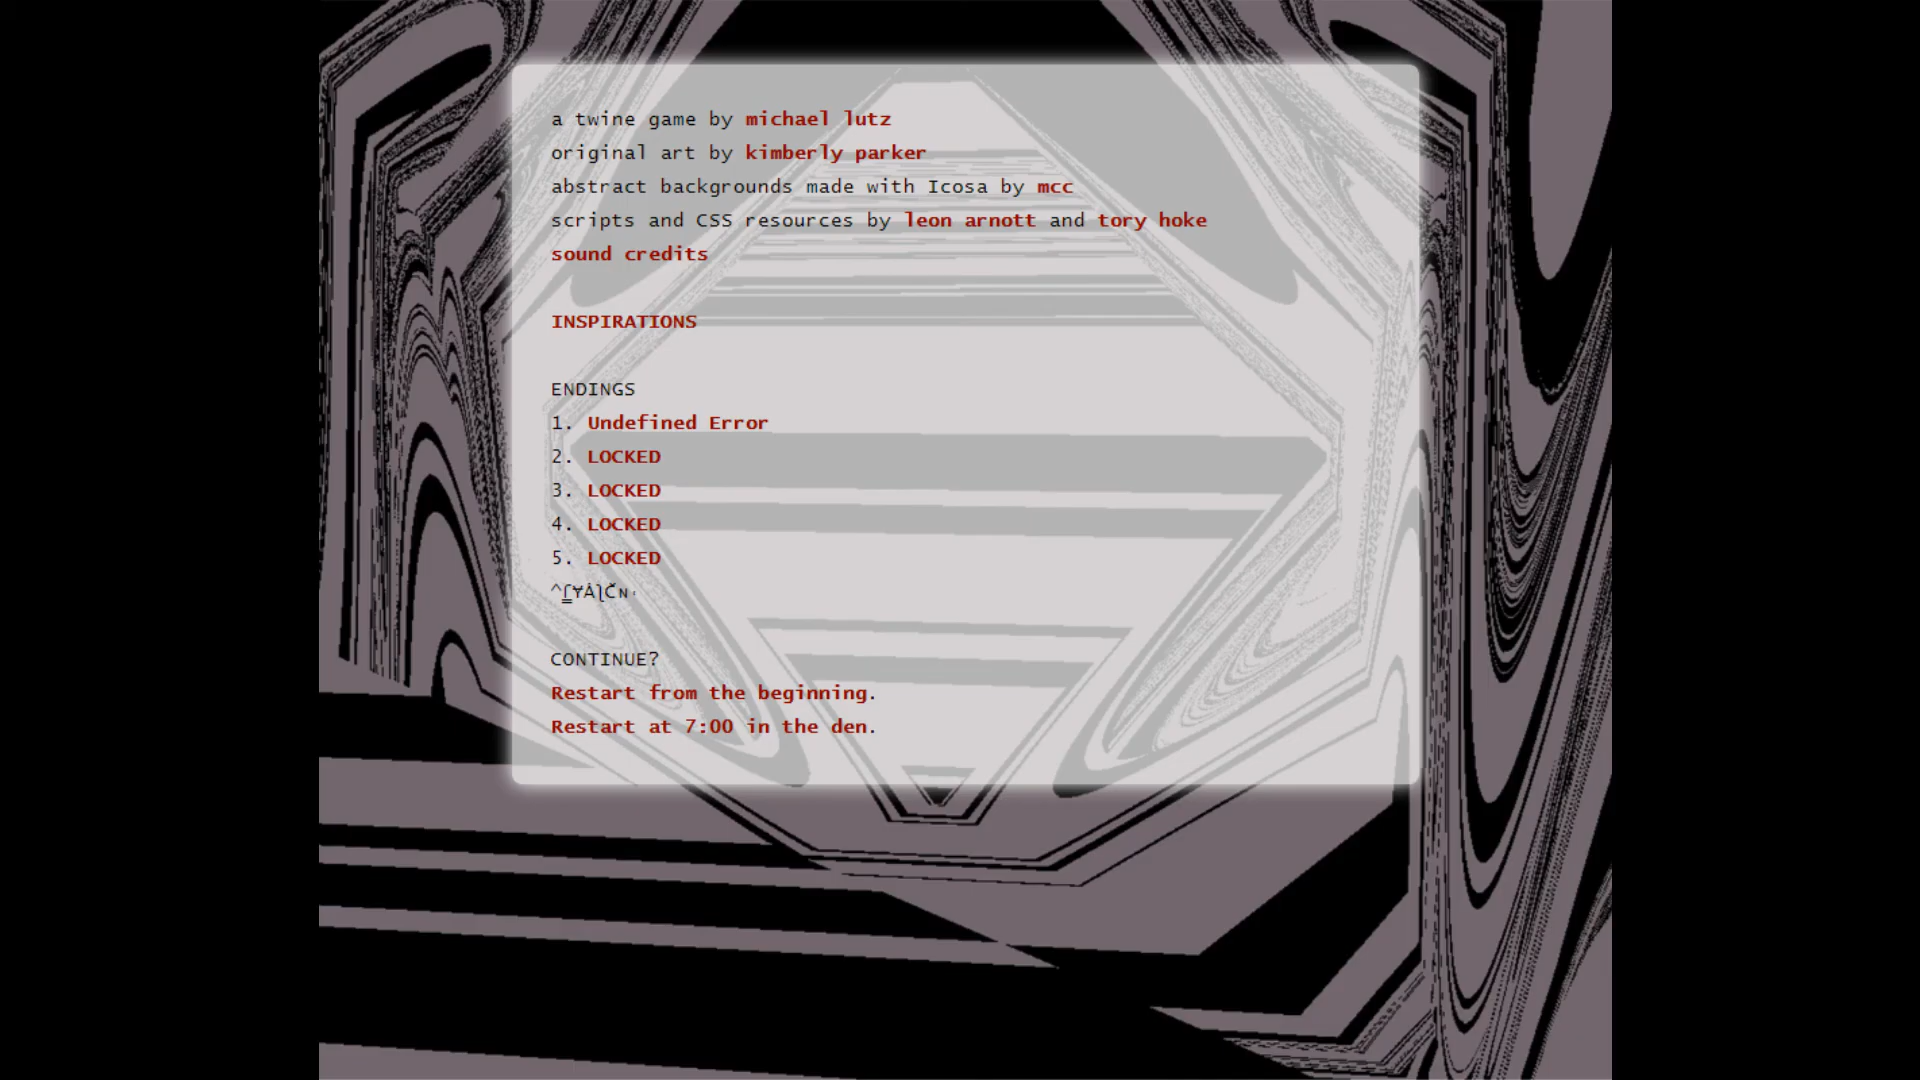 a twine game by michael lutz
original art by kimberly parker
abstract backgrounds made with Icosa by mcc
scripts and CSS resources by leon arnott and tory hoke
sound credits
INSPIRATIONS
ENDINGS
1. Undefined Error
2. LOCKED
3. LOCKED
4. LOCKED
5. LOCKED
CONTINUE?
Restart from the beginning.
Restart at 7:00 in the den.